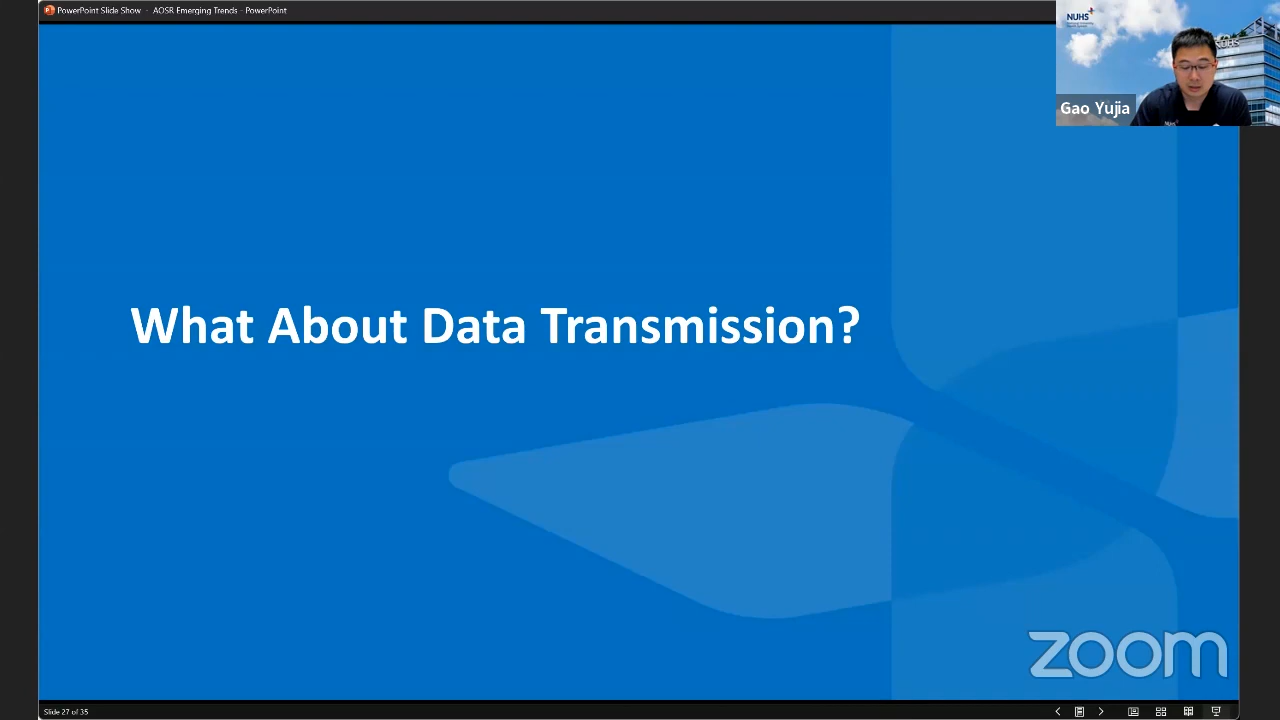 PowerPoint Slide Show - AOSR Emerging Trends - PowerPoint
NUHS
NUHS
Gao Yujia
What About Data Transmission?
zoom
Slide 27 of 35